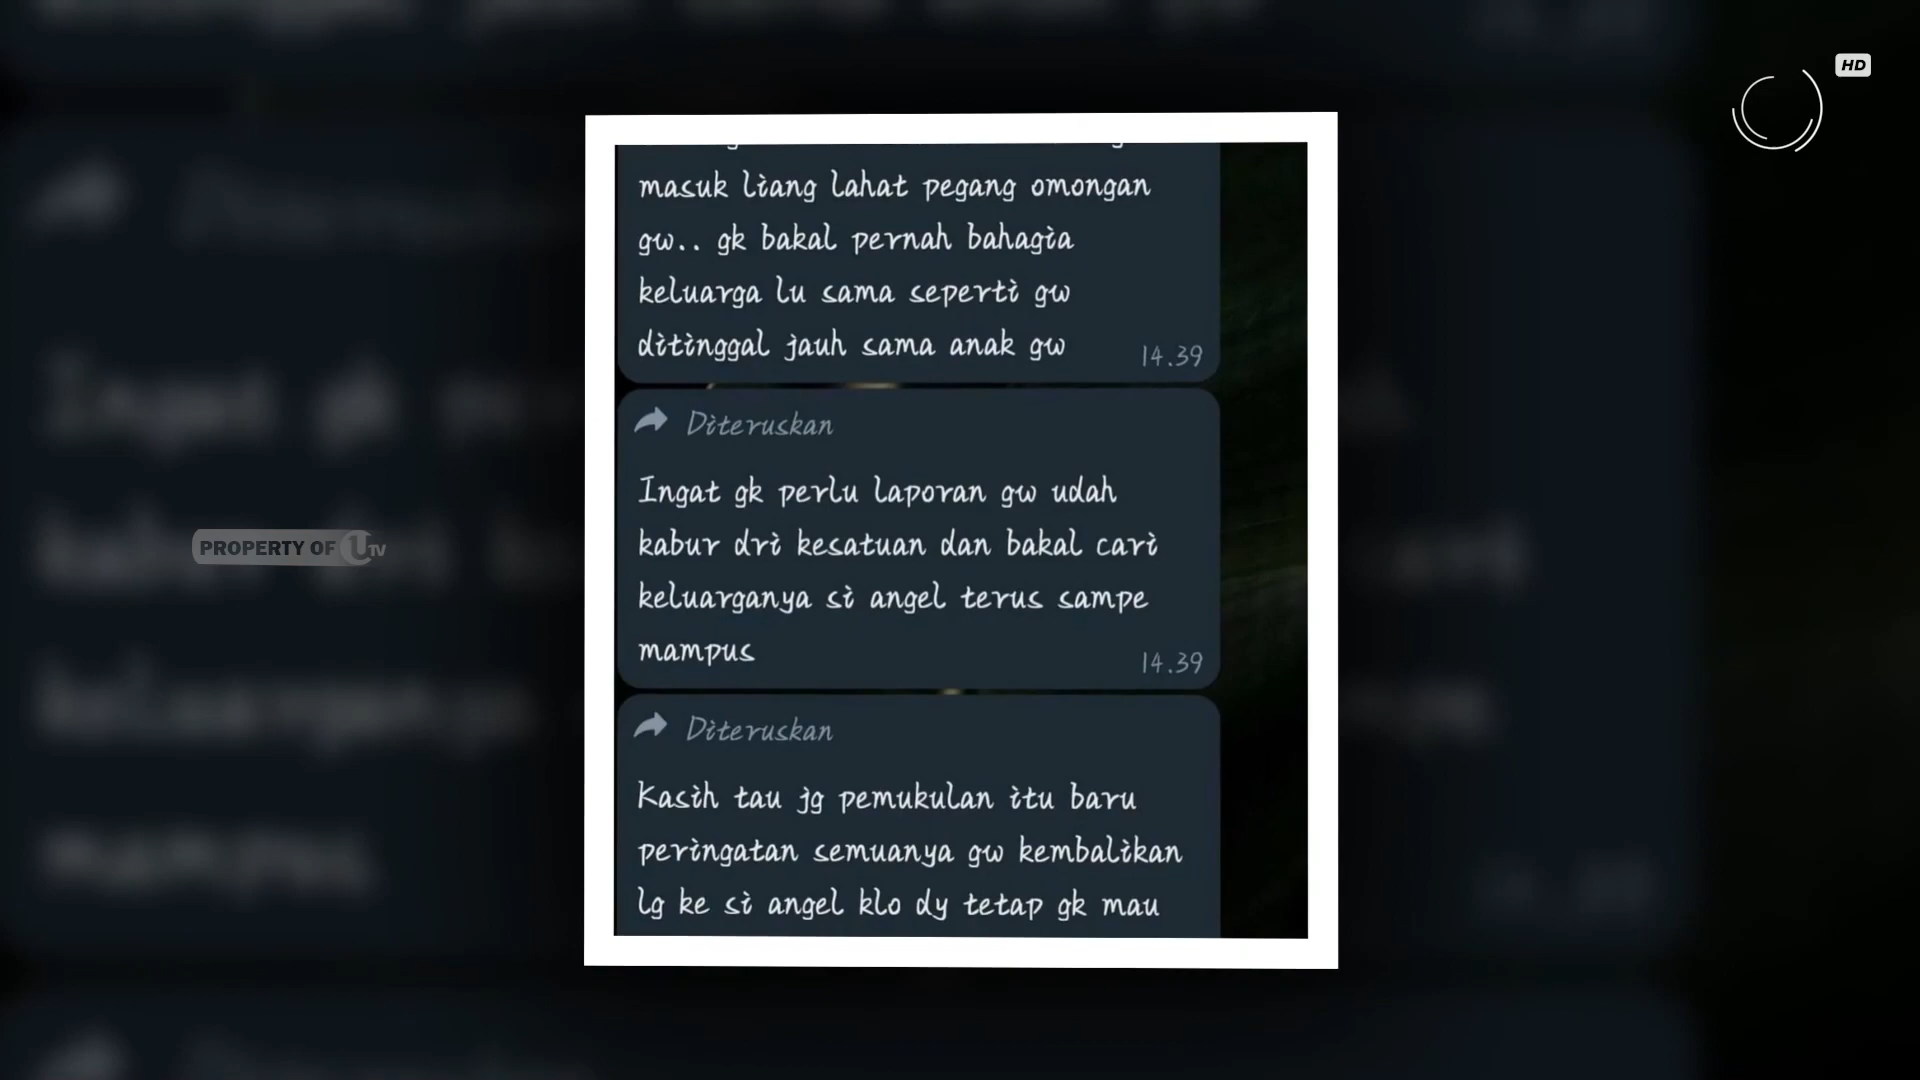 HD
masuk liang lahat pegang omongan
gw.. gk bakal pernah bahagia
keluarga lu sama seperti gw
ditinggal jauh sama anak gw
14.39
Diteruskan
Ingat gk perlu laporan gw udah
kabur dri kesatuan dan bakal cari
keluarganya si angel terus sampe
mampus
14.39
PROPERTY OF UTV
Diteruskan
Kasih tau jg pemukulan itu baru
peringatan semuanya gw kembalikan
lg ke si angel klo dy tetap gk mau